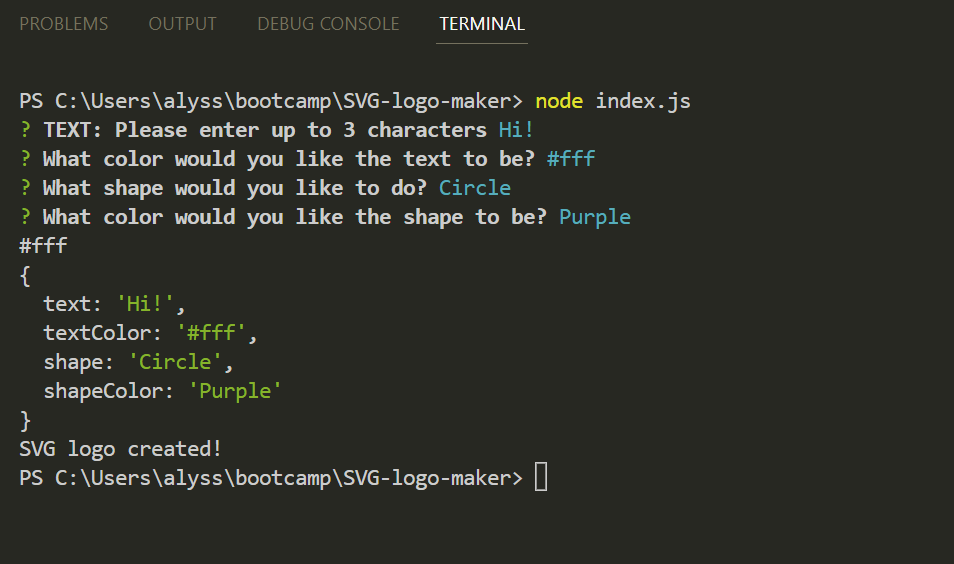 PROBLEMS OUTPUT DEBUG CONSOLE TERMINAL
PS C:\Users\alyss\bootcamp\SVG-logo-maker> node index.js
? TEXT: Please enter up to 3 characters Hi!
? What color would you like the text to be? #fff
? What shape would you like to do? Circle
? What color would you like the shape to be? Purple
#fff
{
  text: 'Hi!',
  textColor: '#fff',
  shape: 'Circle',
  shapeColor: 'Purple'
}
SVG logo created!
PS C:\Users\alyss\bootcamp\SVG-logo-maker>